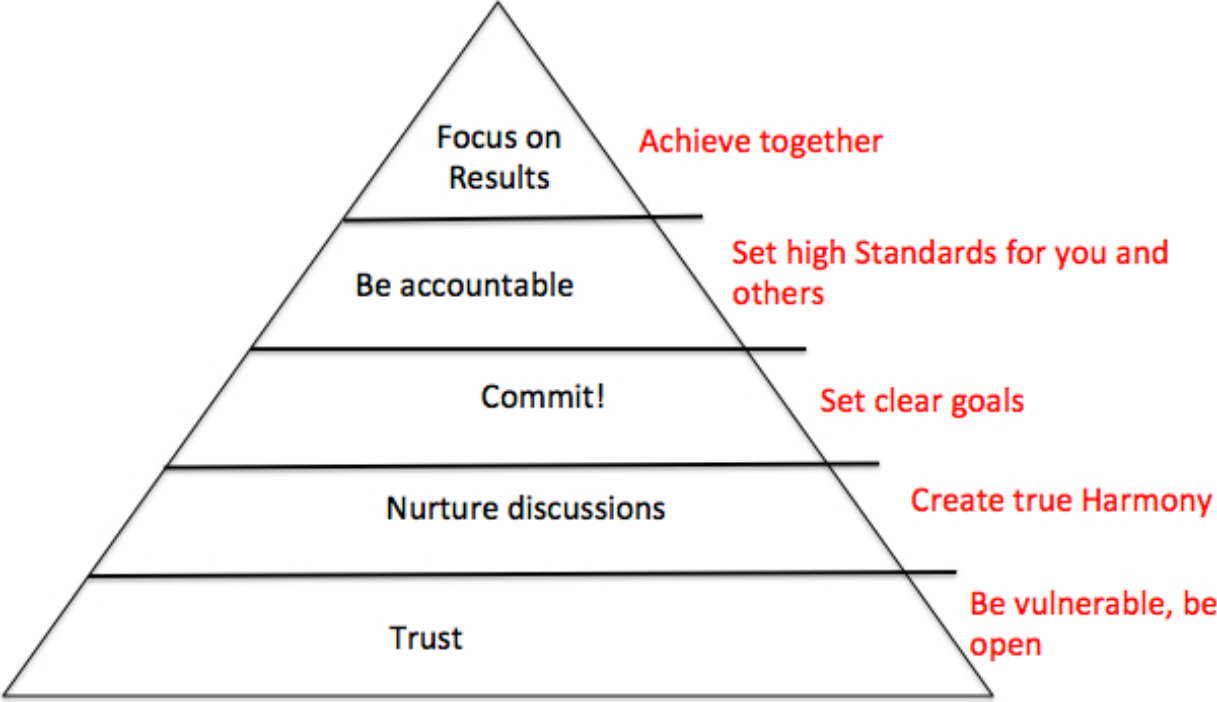 Focus on
Results
Achieve together
Set high Standards for you and
others
Be accountable
Commit!
Set clear goals
Nurture discussions
Create true Harmony
Be vulnerable, be
open
Trust